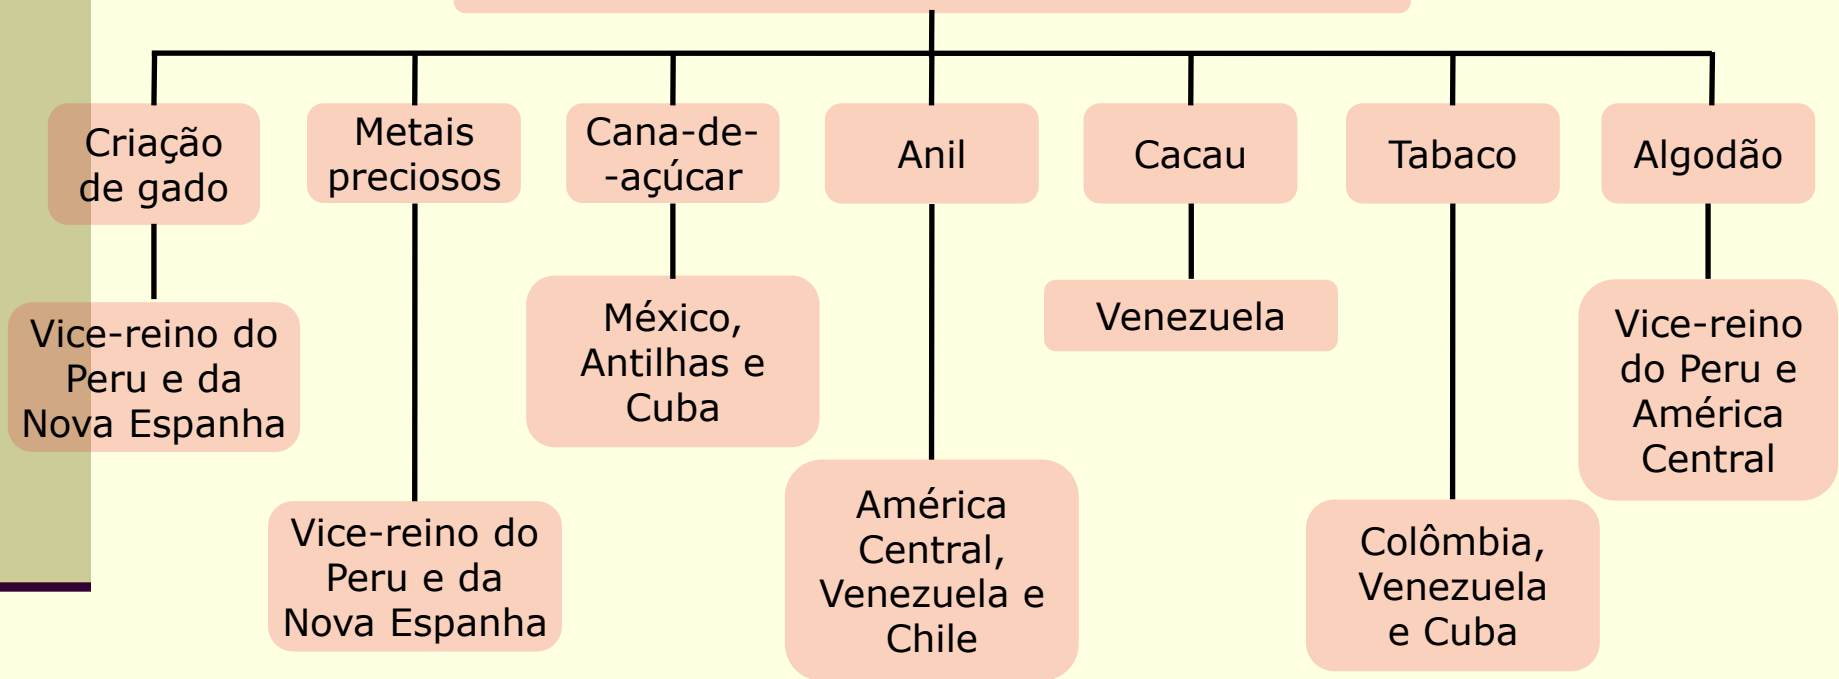 Criação
de gado
Metais
preciosos
Cana-de-
-açúcar
Anil
Cacau
Tabaco
Algodão
Vice-reino do
Peru e da
Nova Espanha
Vice-reino do
Peru e da
Nova Espanha
México,
Antilhas e
Cuba
América
Central,
Venezuela e
Chile
Venezuela
Colômbia,
Venezuela
e Cuba
Vice-reino
do Peru e
América
Central